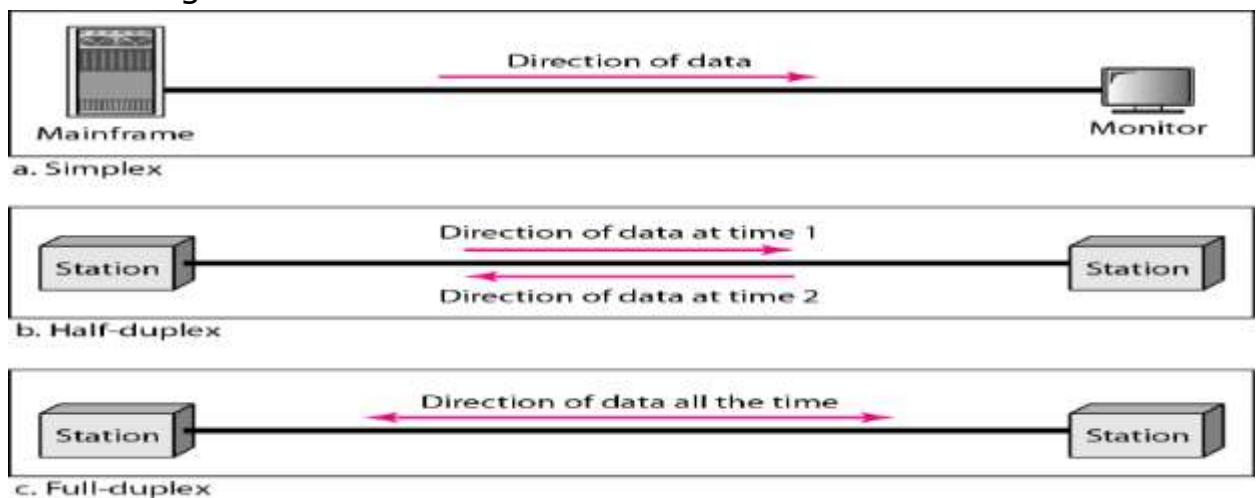 Direction of data
Mainframe
Monitor
a. Simplex
Direction of data at time 1
Station
Station
Direction of data at time 2
b. Half-duplex
Direction of data all the time
Station
Station
c. Full-duplex